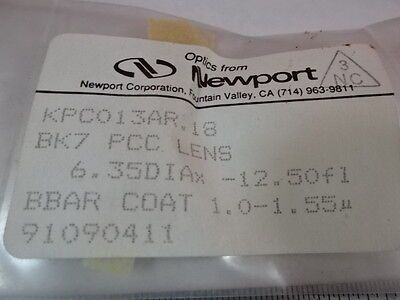 Optics from
Newport
Newport Corporation, Fountain Valley, CA (714) 963-9811
3
N.C
KPC013AR.18
BK7 PCC LENS
6.35DIAx -12.50fl
BBAR COAT 1.0-1.55μ
91090411